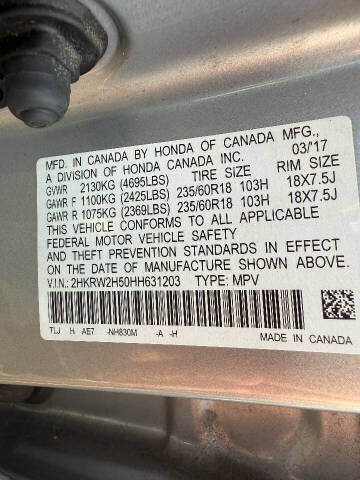 MFD. IN CANADA BY HONDA OF CANADA MFG.,
A DIVISION OF HONDA CANADA INC. 03/'17
GVWR 2130KG (4695LBS) TIRE SIZE RIM SIZE
GAWR F 1100KG (2425LBS) 235/60R18 103H 18X7.5J
GAWR R 1075KG (2369LBS) 235/60R18 103H 18X7.5J
THIS VEHICLE CONFORMS TO ALL APPLICABLE
FEDERAL MOTOR VEHICLE SAFETY
AND THEFT PREVENTION STANDARDS IN EFFECT
ON THE DATE OF MANUFACTURE SHOWN ABOVE.
V.I.N.: 2HKRW2H50HH631203 TYPE: MPV
TLJ H AE7 -NH830M -A -H
MADE IN CANADA